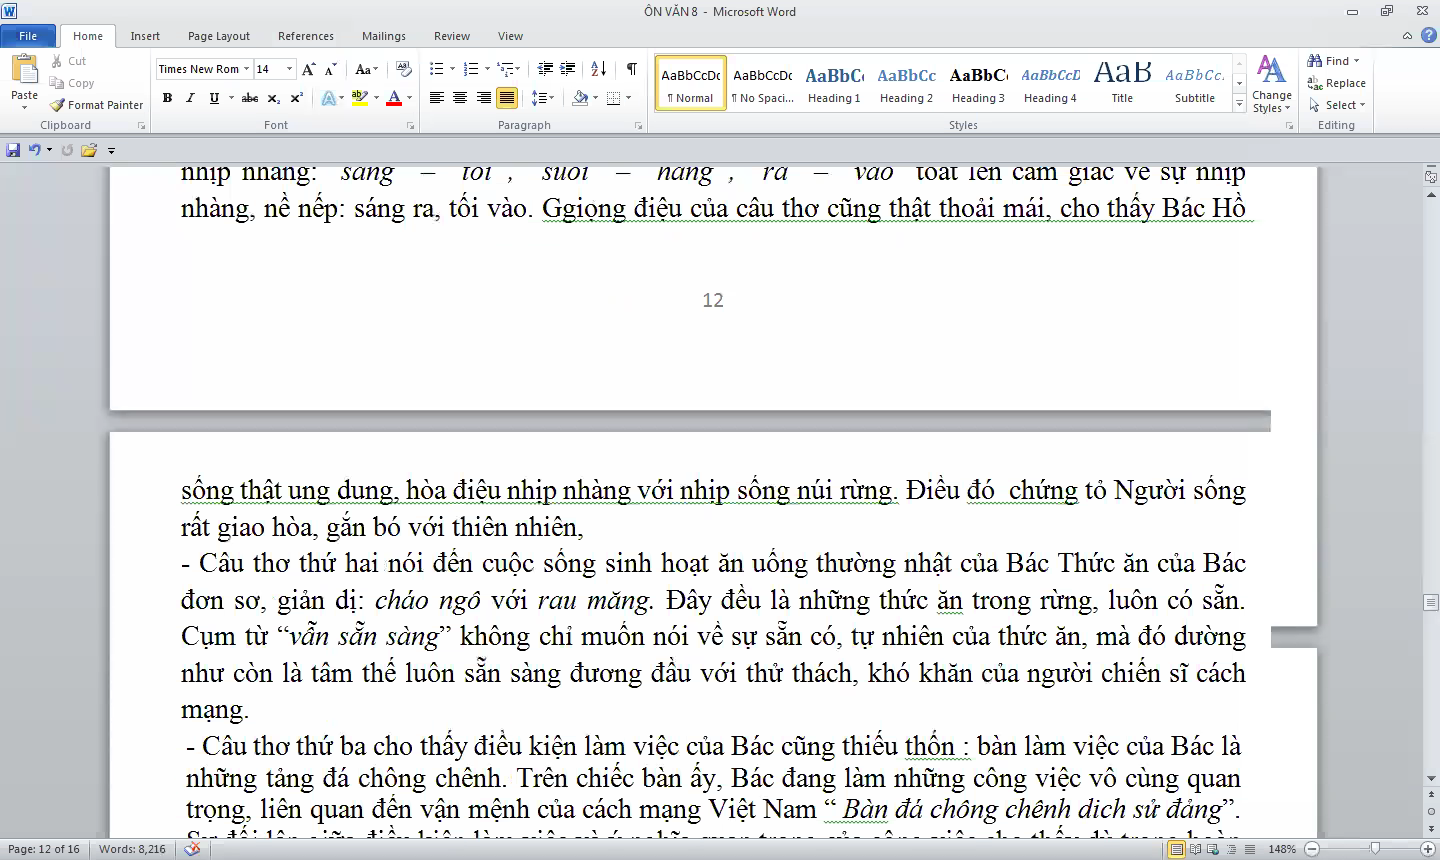 ÔN VĂN 8 - Microsoft Word
File Home Insert Page Layout References Mailings Review View
Paste
Cut
Copy
Format Painter
Clipboard
Times New Rom 14
B I U abc x₂ x²
Font
Paragraph
AaBbCcDc AaBbCcDc AaBbC AaBbCc AaBbCc AaBbCcD AaB AaBbCc.
¶ Normal ¶ No Spaci... Heading 1 Heading 2 Heading 3 Heading 4 Title Subtitle
Change Styles
Styles
Find
Replace
Select
Editing
nhịp nhàng: sáng – tối , suối – hang , ra – vào toát lên cảm giác về sự nhịp
nhàng, nề nếp: sáng ra, tối vào. Ggiọng điệu của câu thơ cũng thật thoải mái, cho thấy Bác Hồ
12
sống thật ung dung, hòa điệu nhịp nhàng với nhịp sống núi rừng. Điều đó chứng tỏ Người sống
rất giao hòa, gắn bó với thiên nhiên,
- Câu thơ thứ hai nói đến cuộc sống sinh hoạt ăn uống thường nhật của Bác Thức ăn của Bác
đơn sơ, giản dị: cháo ngô với rau măng. Đây đều là những thức ăn trong rừng, luôn có sẵn.
Cụm từ “vẫn sẵn sàng” không chỉ muốn nói về sự sẵn có, tự nhiên của thức ăn, mà đó dường
như còn là tâm thế luôn sẵn sàng đương đầu với thử thách, khó khăn của người chiến sĩ cách
mạng.
- Câu thơ thứ ba cho thấy điều kiện làm việc của Bác cũng thiếu thốn : bàn làm việc của Bác là
những tảng đá chông chênh. Trên chiếc bàn ấy, Bác đang làm những công việc vô cùng quan
trọng, liên quan đến vận mệnh của cách mạng Việt Nam “ Bàn đá chông chênh dich sử đảng”.
Page: 12 of 16 Words: 8,216 148%